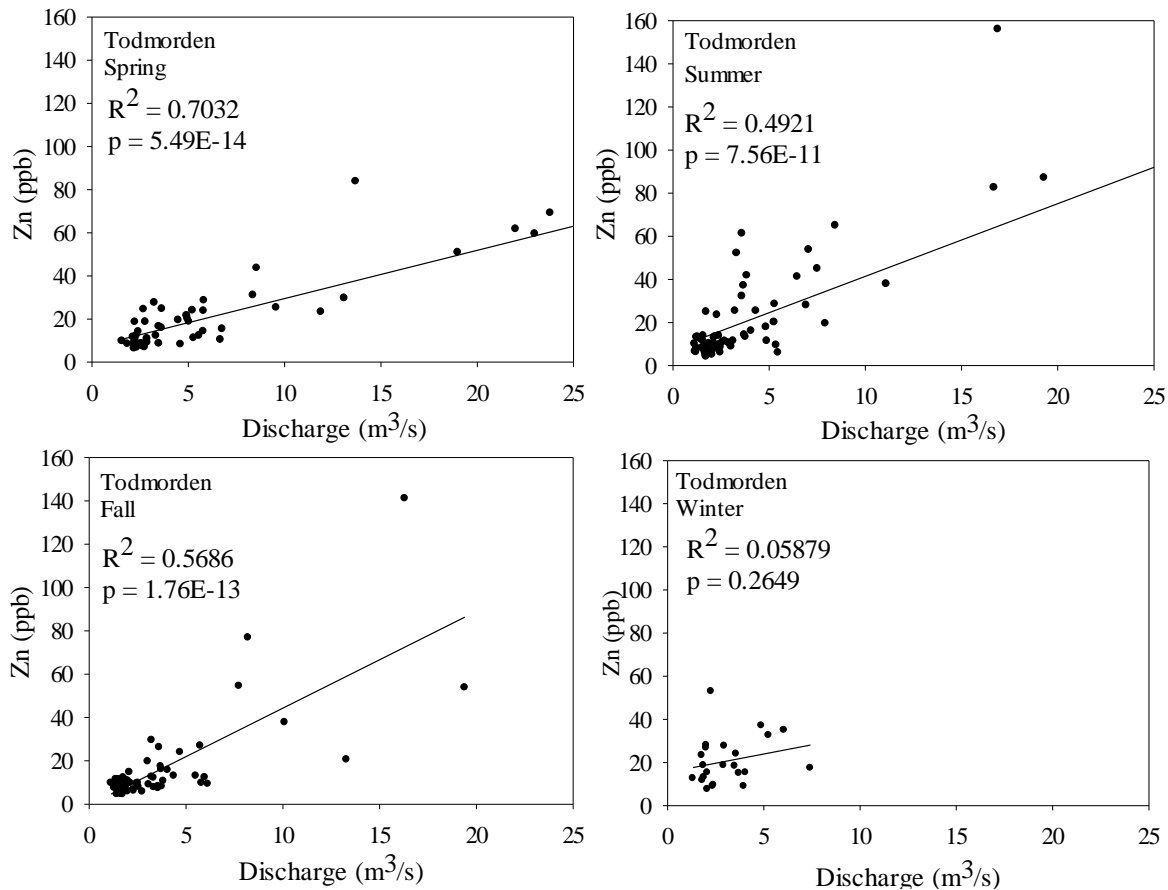 160
140
120
100
80
60
40
20
0
Zn (ppb)
Todmorden
Spring
R² = 0.7032
p = 5.49E-14
0 5 10 15 20 25
Discharge (m³/s)
160
140
120
100
80
60
40
20
0
Zn (ppb)
Todmorden
Summer
R² = 0.4921
p = 7.56E-11
0 5 10 15 20 25
Discharge (m³/s)
160
140
120
100
80
60
40
20
0
Zn (ppb)
Todmorden
Fall
R² = 0.5686
p = 1.76E-13
0 5 10 15 20 25
Discharge (m³/s)
160
140
120
100
80
60
40
20
0
Zn (ppb)
Todmorden
Winter
R² = 0.05879
p = 0.2649
0 5 10 15 20 25
Discharge (m³/s)